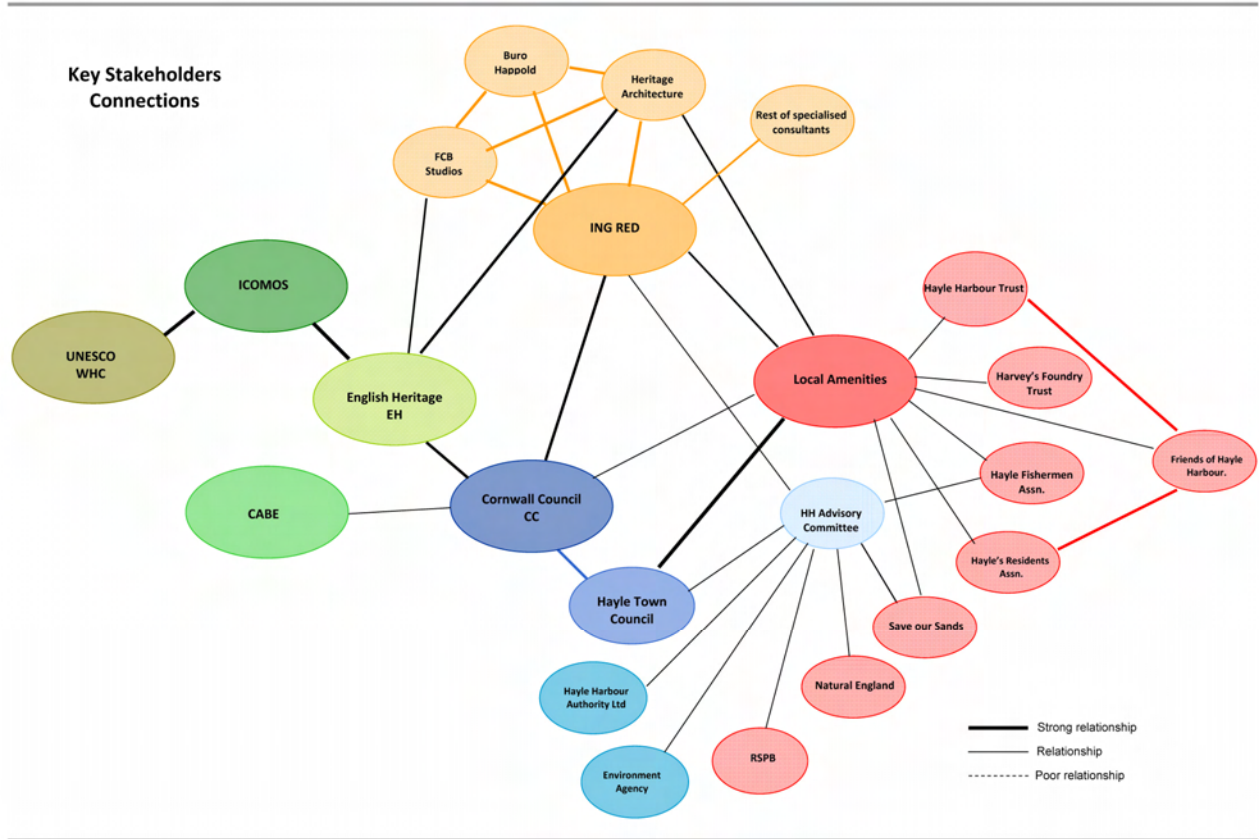 Key Stakeholders
Connections
Buro
Happold
Heritage
Architecture
Rest of specialised
consultants
FCB
Studios
ING RED
ICOMOS
Hayle Harbour Trust
UNESCO
WHC
Local Amenities
Harvey's Foundry
Trust
English Heritage
EH
Friends of Hayle
Harbour.
Hayle Fishermen
Assn.
Cornwall Council
CC
CABE
HH Advisory
Committee
Hayle's Residents
Assn.
Hayle Town
Council
Save our Sands
Natural England
Hayle Harbour
Authority Ltd
RSPB
Environment
Agency
Strong relationship
Relationship
Poor relationship